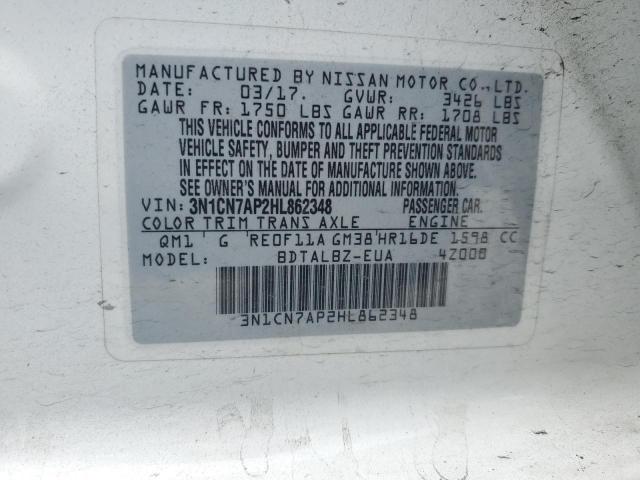 MANUFACTURED BY NISSAN MOTOR CO.,LTD.
DATE: 03/17. GVWR: 3426 LBS
GAWR FR: 1750 LBS GAWR RR: 1708 LBS
THIS VEHICLE CONFORMS TO ALL APPLICABLE FEDERAL MOTOR
VEHICLE SAFETY, BUMPER AND THEFT PREVENTION STANDARDS
IN EFFECT ON THE DATE OF MANUFACTURE SHOWN ABOVE.
SEE OWNER'S MANUAL FOR ADDITIONAL INFORMATION.
VIN: 3N1CN7AP2HL862348 PASSENGER CAR.
COLOR TRIM TRANS AXLE ENGINE
QM1 G RE0F11A GM38 HR16DE 1598 CC
MODEL: BDTALBZ-EUA 4Z000
3N1CN7AP2HL862348